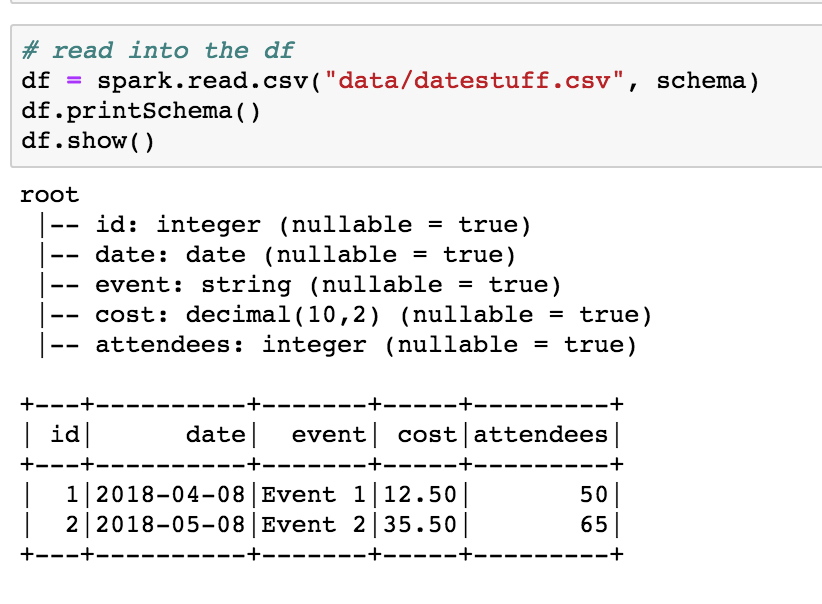 # read into the df
df = spark.read.csv("data/datestuff.csv", schema)
df.printSchema()
df.show()
root
 |-- id: integer (nullable = true)
 |-- date: date (nullable = true)
 |-- event: string (nullable = true)
 |-- cost: decimal(10,2) (nullable = true)
 |-- attendees: integer (nullable = true)
+---+----------+-------+-----+---------+
| id|      date|  event| cost|attendees|
+---+----------+-------+-----+---------+
|  1|2018-04-08|Event 1|12.50|       50|
|  2|2018-05-08|Event 2|35.50|       65|
+---+----------+-------+-----+---------+